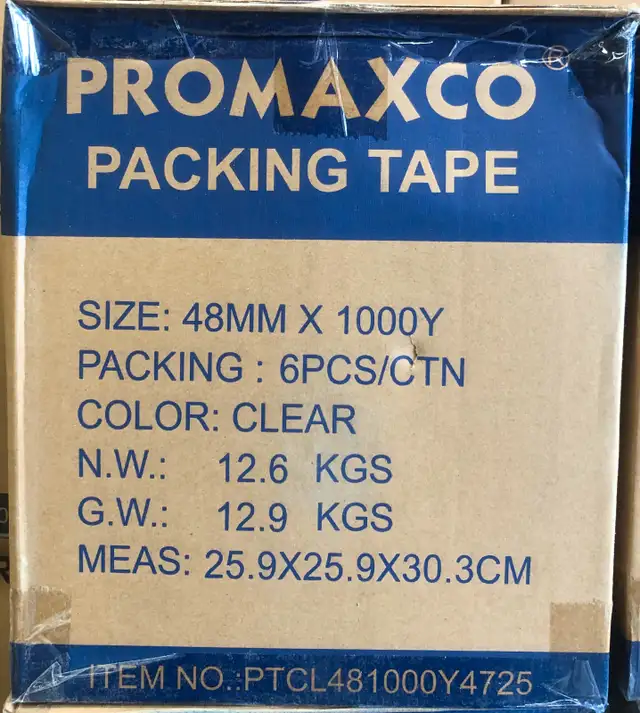 PROMAXCO®
PACKING TAPE
SIZE: 48MM X 1000Y
PACKING : 6PCS/CTN
COLOR: CLEAR
N.W.: 12.6 KGS
G.W.: 12.9 KGS
MEAS: 25.9X25.9X30.3CM
ITEM NO.:PTCL481000Y4725